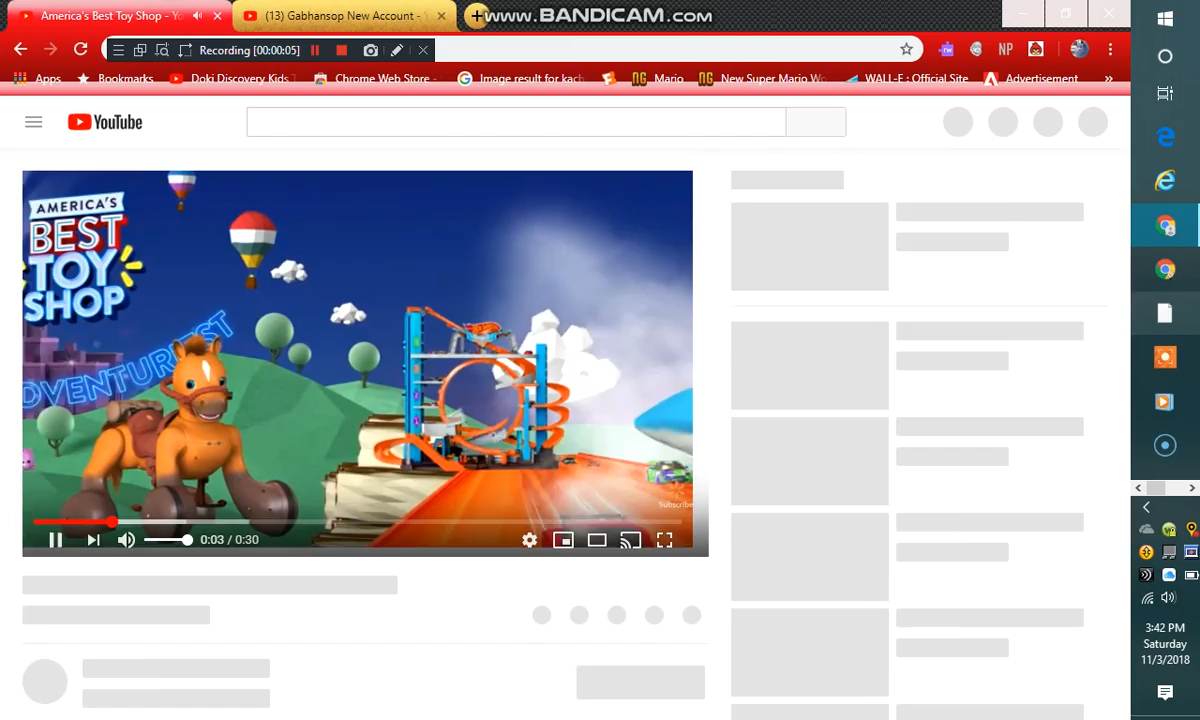 America's Best Toy Shop - Yo
(13) Gabhansop New Account - Y
www.BANDICAM.com
Recording [00:00:05]
Apps
Bookmarks
Doki Discovery Kids
Chrome Web Store -
Image result for kach
Mario
New Super Mario Wo
WALL-E : Official Site
Advertisement
»
YouTube
AMERICA'S
BEST
TOY
SHOP
ADVENTUREST
Subscribe
0:03 / 0:30
3:42 PM
Saturday
11/3/2018